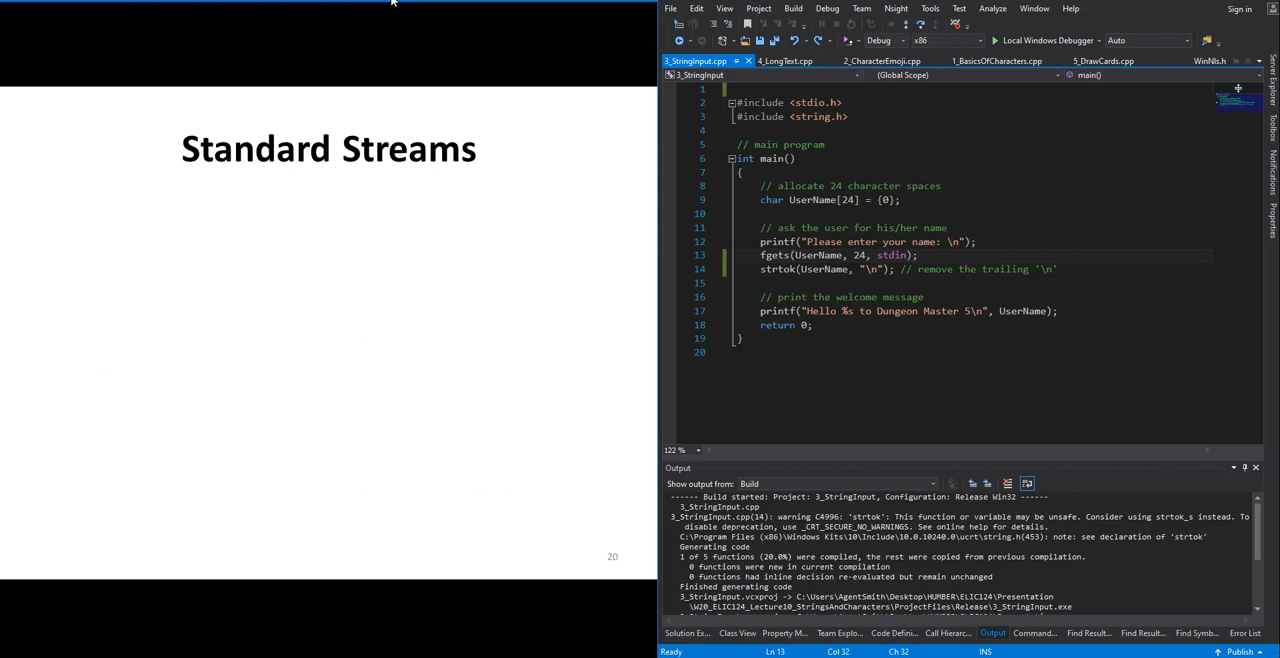 Standard Streams
20
File Edit View Project Build Debug Team Nsight Tools Test Analyze Window Help Sign in
Debug x86 Local Windows Debugger Auto
3_StringInput.cpp 4_LongText.cpp 2_CharacterEmoji.cpp 1_BasicsOfCharacters.cpp 5_DrawCards.cpp WinNls.h
3_StringInput (Global Scope) main()
1
2 #include <stdio.h>
3 #include <string.h>
4
5 // main program
6 int main()
7 {
8 // allocate 24 character spaces
9 char UserName[24] = {0};
10
11 // ask the user for his/her name
12 printf("Please enter your name: \n");
13 fgets(UserName, 24, stdin);
14 strtok(UserName, "\n"); // remove the trailing '\n'
15
16 // print the welcome message
17 printf("Hello %s to Dungeon Master 5\n", UserName);
18 return 0;
19 }
20
122 %
Output
Show output from: Build
------ Build started: Project: 3_StringInput, Configuration: Release Win32 ------
3_StringInput.cpp
3_StringInput.cpp(14): warning C4996: 'strtok': This function or variable may be unsafe. Consider using strtok_s instead. To
disable deprecation, use _CRT_SECURE_NO_WARNINGS. See online help for details.
C:\Program Files (x86)\Windows Kits\10\Include\10.0.10240.0\ucrt\string.h(453): note: see declaration of 'strtok'
Generating code
1 of 5 functions (20.0%) were compiled, the rest were copied from previous compilation.
0 functions were new in current compilation
0 functions had inline decision re-evaluated but remain unchanged
Finished generating code
3_StringInput.vcxproj -> C:\Users\AgentSmith\Desktop\HUMBER\ELIC124\Presentation
\W20_ELIC124_Lecture10_StringsAndCharacters\ProjectFiles\Release\3_StringInput.exe
Solution Ex... Class View Property M... Team Explo... Code Defini... Call Hierarc... Output Command... Find Result... Find Result... Find Symb... Error List
Ready Ln 13 Col 32 Ch 32 INS Publish
Server Explorer
Toolbox
Notifications
Properties